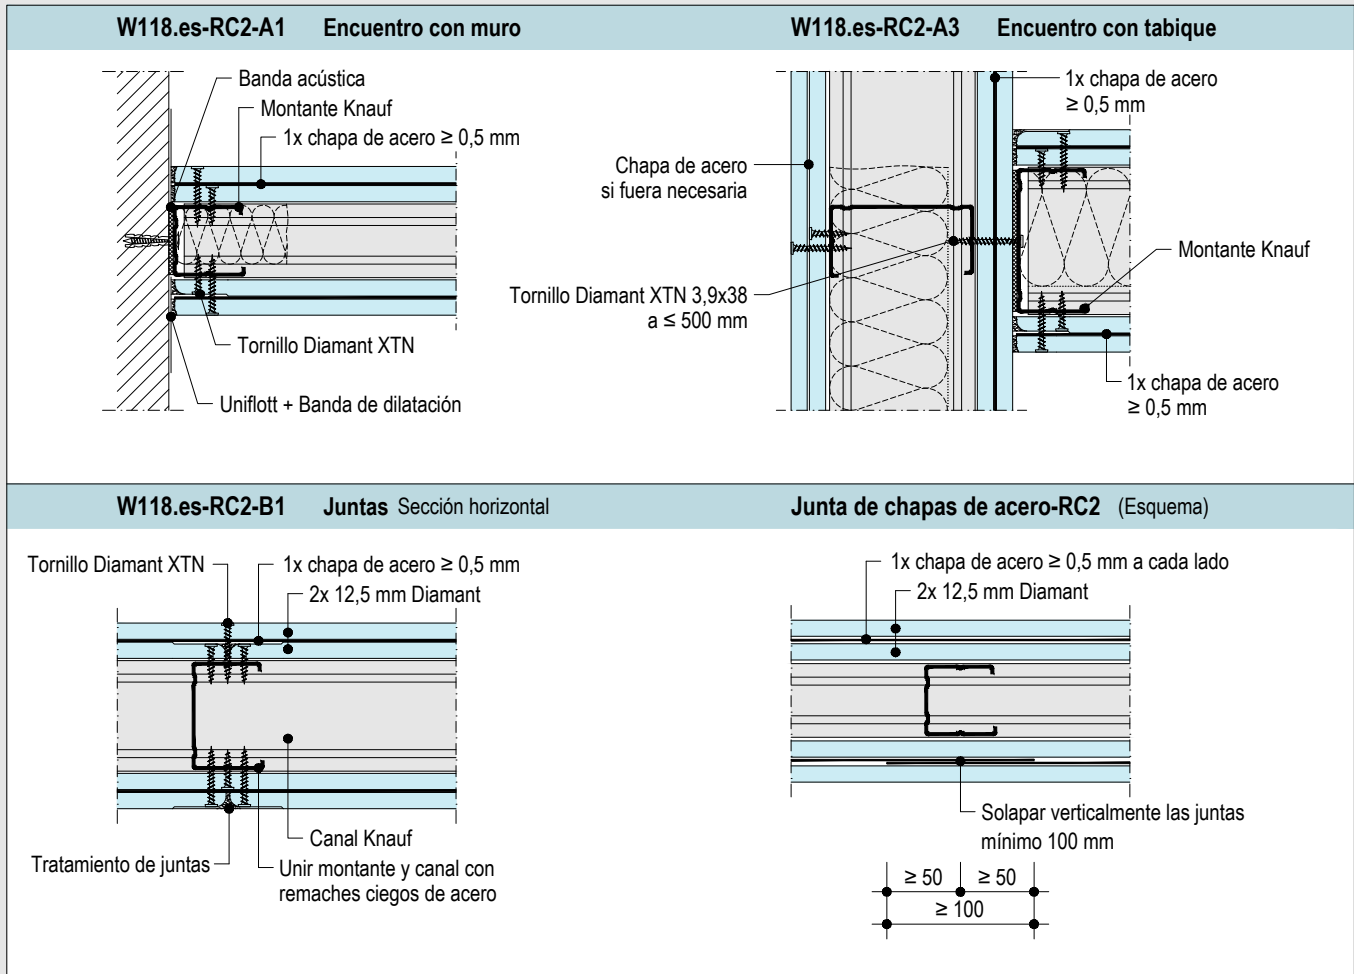 W118.es-RC2-A1 Encuentro con muro
Banda acústica
Montante Knauf
1x chapa de acero ≥ 0,5 mm
Tornillo Diamant XTN
Uniflott + Banda de dilatación
W118.es-RC2-A3 Encuentro con tabique
1x chapa de acero
≥ 0,5 mm
Chapa de acero
si fuera necesaria
Montante Knauf
Tornillo Diamant XTN 3,9x38
a ≤ 500 mm
1x chapa de acero
≥ 0,5 mm
W118.es-RC2-B1 Juntas Sección horizontal
Tornillo Diamant XTN
1x chapa de acero ≥ 0,5 mm
2x 12,5 mm Diamant
Canal Knauf
Tratamiento de juntas
Unir montante y canal con
remaches ciegos de acero
Junta de chapas de acero-RC2 (Esquema)
1x chapa de acero ≥ 0,5 mm a cada lado
2x 12,5 mm Diamant
Solapar verticalmente las juntas
mínimo 100 mm
≥ 50 ≥ 50
≥ 100